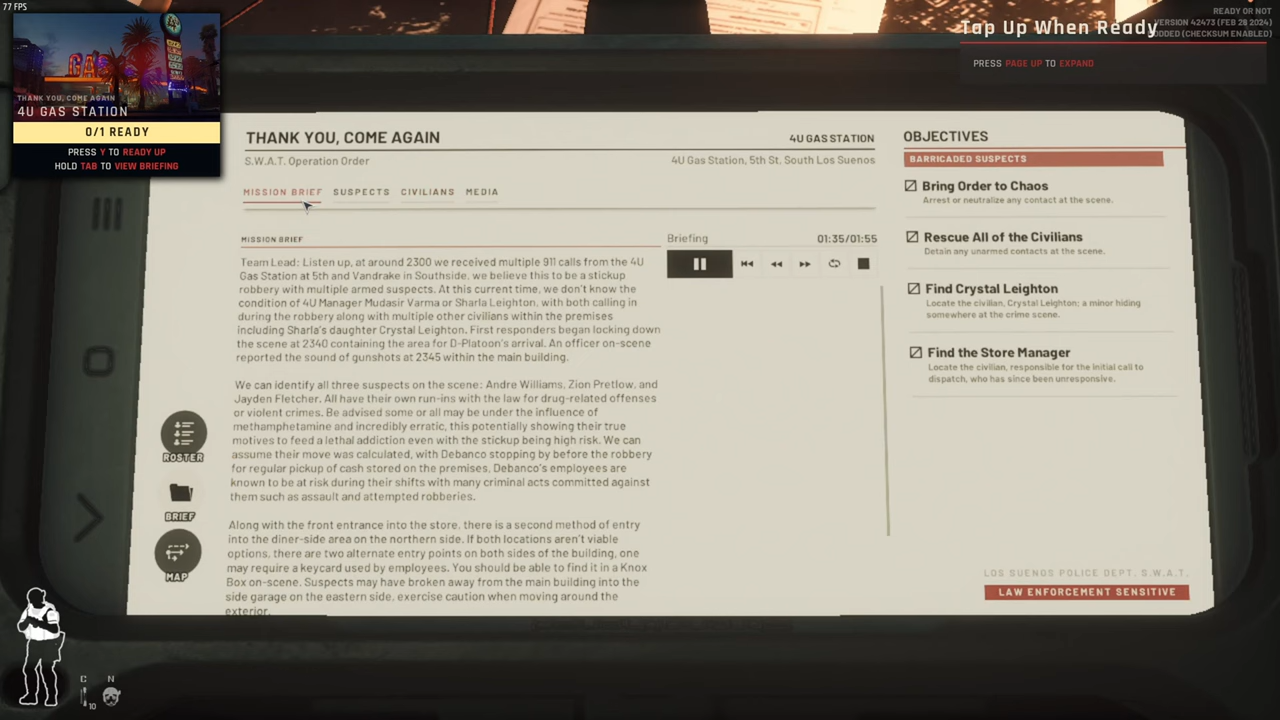 77 FPS
THANK YOU, COME AGAIN
4U GAS STATION
0/1 READY
PRESS Y TO READY UP
HOLD TAB TO VIEW BRIEFING
READY OR NOT
VERSION 42473 (FEB 28 2024)
Tap Up When Ready
(CHECKSUM ENABLED)
PRESS PAGE UP TO EXPAND
THANK YOU, COME AGAIN
4U GAS STATION
S.W.A.T. Operation Order
4U Gas Station, 5th St. South Los Suenos
MISSION BRIEF SUSPECTS CIVILIANS MEDIA
MISSION BRIEF
Team Lead: Listen up, at around 2300 we received multiple 911 calls from the 4U
Gas Station at 5th and Vandrake in Southside, we believe this to be a stickup
robbery with multiple armed suspects. At this current time, we don't know the
condition of 4U Manager Mudasir Varma or Sharla Leighton, with both calling in
during the robbery along with multiple other civilians within the premises
including Sharla's daughter Crystal Leighton. First responders began locking down
the scene at 2340 containing the area for D-Platoon's arrival. An officer on-scene
reported the sound of gunshots at 2345 within the main building.
We can identify all three suspects on the scene: Andre Williams, Zion Pretlow, and
Jayden Fletcher. All have their own run-ins with the law for drug-related offenses
or violent crimes. Be advised some or all may be under the influence of
methamphetamine and incredibly erratic, this potentially showing their true
motives to feed a lethal addiction even with the stickup being high risk. We can
assume their move was calculated, with Debanco stopping by before the robbery
for regular pickup of cash stored on the premises. Debanco's employees are
known to be at risk during their shifts with many criminal acts committed against
them such as assault and attempted robberies.
Along with the front entrance into the store, there is a second method of entry
into the diner-side area on the northern side. If both locations aren't viable
options, there are two alternate entry points on both sides of the building, one
may require a keycard used by employees. You should be able to find it in a Knox
Box on-scene. Suspects may have broken away from the main building into the
side garage on the eastern side, exercise caution when moving around the
exterior.
Briefing 01:35/01:55
OBJECTIVES
BARRICADED SUSPECTS
Bring Order to Chaos
Arrest or neutralize any contact at the scene.
Rescue All of the Civilians
Detain any unarmed contacts at the scene.
Find Crystal Leighton
Locate the civilian, Crystal Leighton; a minor hiding
somewhere at the crime scene.
Find the Store Manager
Locate the civilian, responsible for the initial call to
dispatch, who has since been unresponsive.
ROSTER
BRIEF
MAP
LOS SUENOS POLICE DEPT. S.W.A.T.
LAW ENFORCEMENT SENSITIVE
C N
10